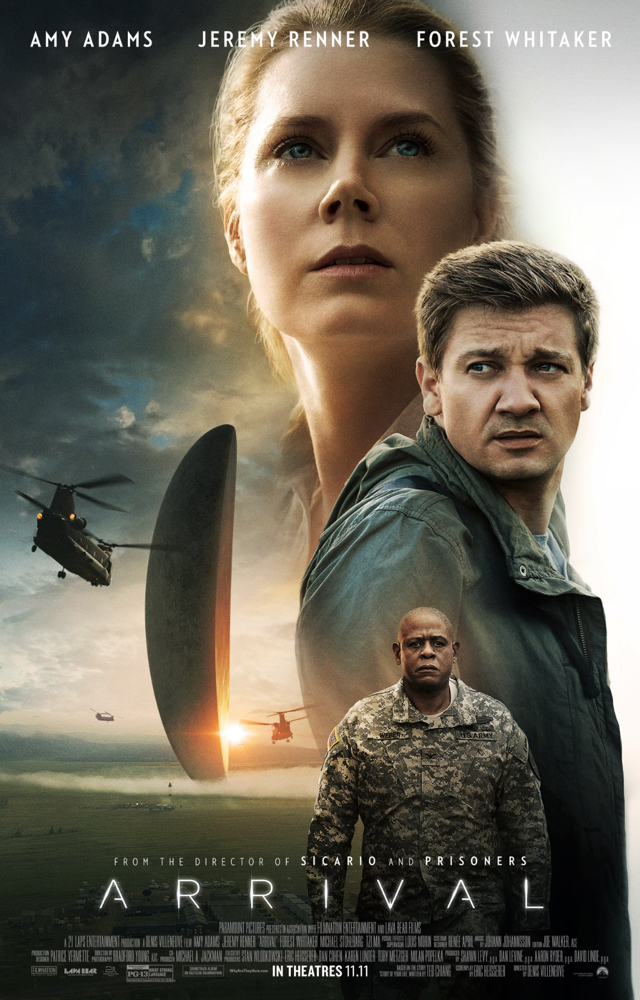 AMY ADAMS JEREMY RENNER FOREST WHITAKER
WEBER U.S. ARMY
FROM THE DIRECTOR OF SICARIO AND PRISONERS
ARRIVAL
PARAMOUNT PICTURES PRESENTS IN ASSOCIATION WITH FILMNATION ENTERTAINMENT AND LAVA BEAR FILMS
A 21 LAPS ENTERTAINMENT PRODUCTION A DENIS VILLENEUVE FILM AMY ADAMS JEREMY RENNER "ARRIVAL" FOREST WHITAKER MICHAEL STUHLBARG TZI MA VISUAL EFFECTS SUPERVISOR LOUIS MORIN COSTUME DESIGNER RENÉE APRIL MUSIC BY JÓHANN JÓHANNSSON EDITOR JOE WALKER, ACE
PRODUCTION DESIGNER PATRICE VERMETTE DIRECTOR OF PHOTOGRAPHY BRADFORD YOUNG ASC CO-PRODUCER MICHAEL A. JACKMAN EXECUTIVE PRODUCERS STAN WLODKOWSKI ERIC HEISSERER DAN COHEN KAREN LUNDER TORY METZGER MILAN POPELKA PRODUCED BY SHAWN LEVY, p.g.a. DAN LEVINE, p.g.a. AARON RYDER, p.g.a. DAVID LINDE, p.g.a.
FILMNATION ENTERTAINMENT LAVA BEAR 21L PG-13 BRIEF STRONG LANGUAGE SOUNDTRACK ALBUM ON DEUTSCHE GRAMMOPHON WhyAreTheyHere.com IN THEATRES 11.11 BASED ON THE STORY "STORY OF YOUR LIFE" WRITTEN BY TED CHIANG SCREENPLAY BY ERIC HEISSERER DIRECTED BY DENIS VILLENEUVE